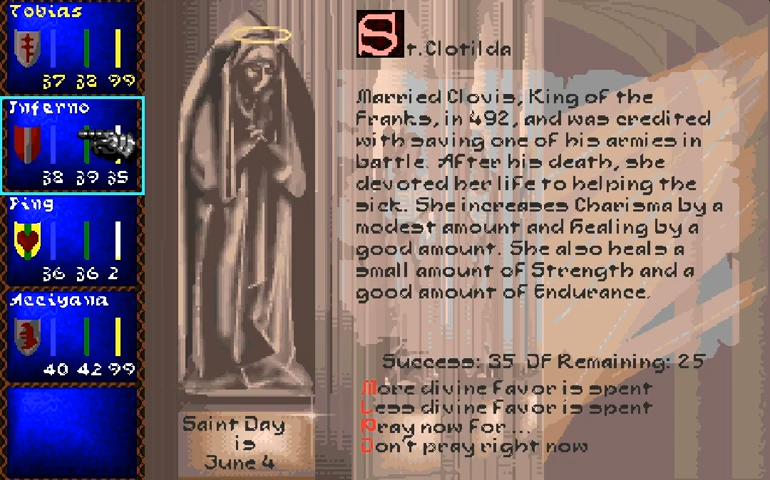 Tobias
37 38 99
Inferno
38 39 35
Ping
36 36 2
Acciyana
40 42 99
St. Clotilda
Married Clovis, King of the
Franks, in 492, and was credited
with saving one of his armies in
battle. After his death, she
devoted her life to helping the
sick. She increases Charisma by a
modest amount and Healing by a
good amount. She also heals a
small amount of Strength and a
good amount of Endurance.
Success: 35 DF Remaining: 25
More divine favor is spent
Less divine favor is spent
Pray now for...
Don't pray right now
Saint Day
is
June 4